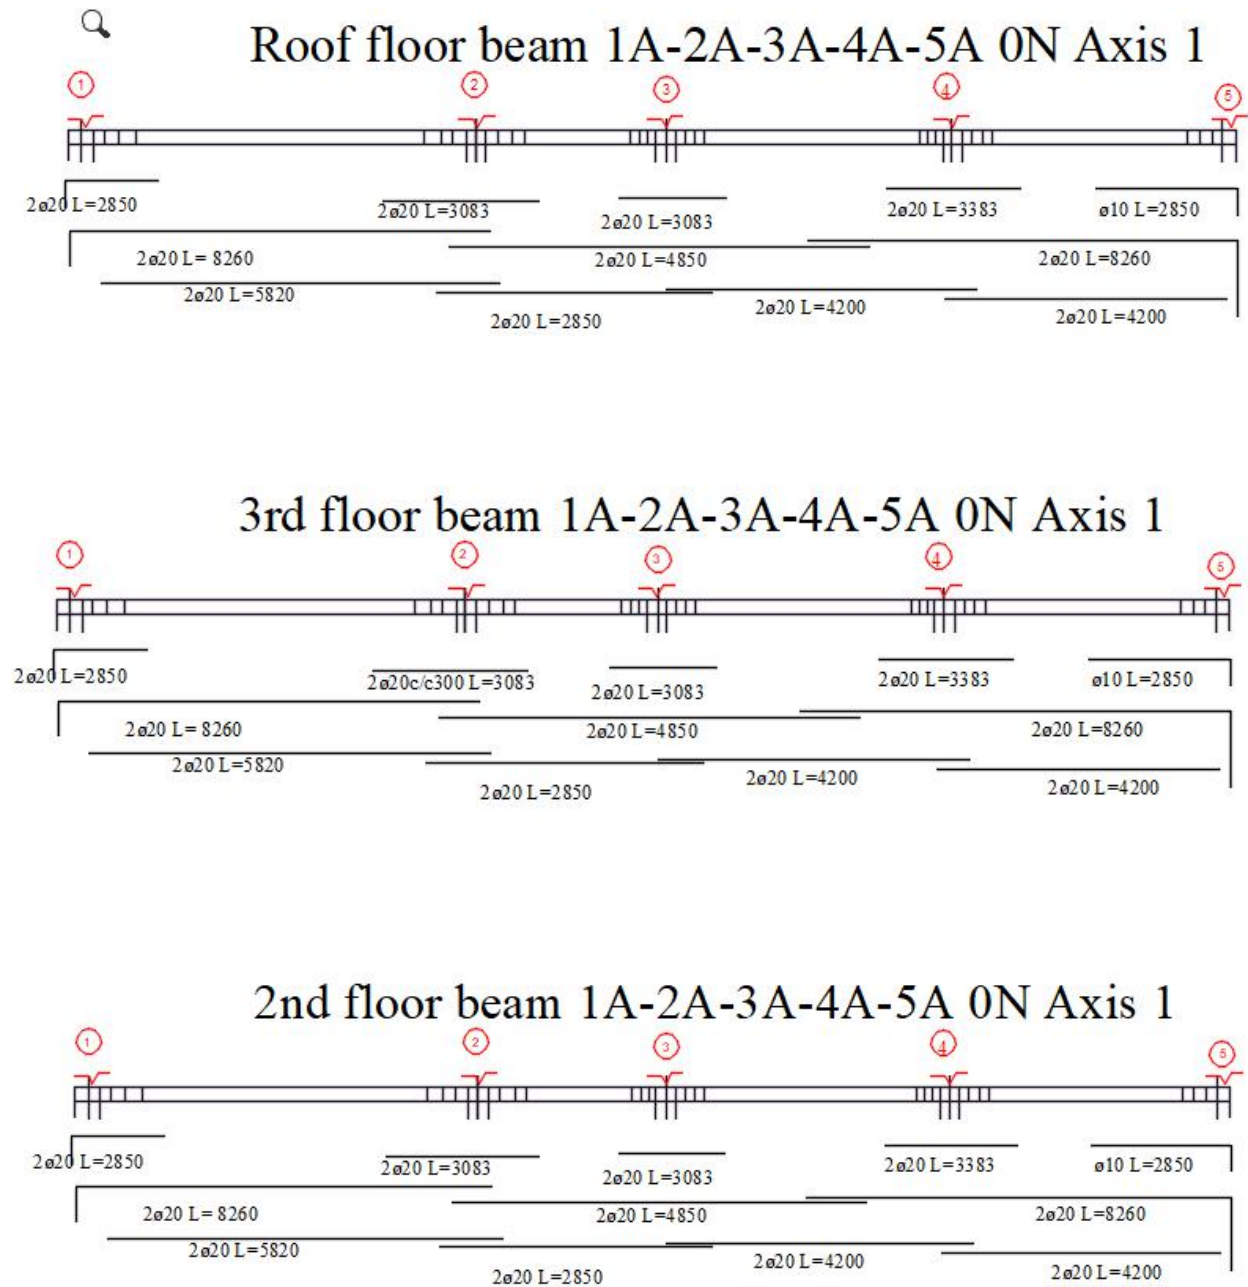 Roof floor beam 1A-2A-3A-4A-5A 0N Axis 1
1 2 3 4 5
2ø20 L=2850 2ø20 L=3083 2ø20 L=3083 2ø20 L=3383 ø10 L=2850
2ø20 L= 8260 2ø20 L=4850 2ø20 L=8260
2ø20 L=5820 2ø20 L=2850 2ø20 L=4200 2ø20 L=4200
3rd floor beam 1A-2A-3A-4A-5A 0N Axis 1
1 2 3 4 5
2ø20 L=2850 2ø20c/c300 L=3083 2ø20 L=3083 2ø20 L=3383 ø10 L=2850
2ø20 L= 8260 2ø20 L=4850 2ø20 L=8260
2ø20 L=5820 2ø20 L=2850 2ø20 L=4200 2ø20 L=4200
2nd floor beam 1A-2A-3A-4A-5A 0N Axis 1
1 2 3 4 5
2ø20 L=2850 2ø20 L=3083 2ø20 L=3083 2ø20 L=3383 ø10 L=2850
2ø20 L= 8260 2ø20 L=4850 2ø20 L=8260
2ø20 L=5820 2ø20 L=2850 2ø20 L=4200 2ø20 L=4200